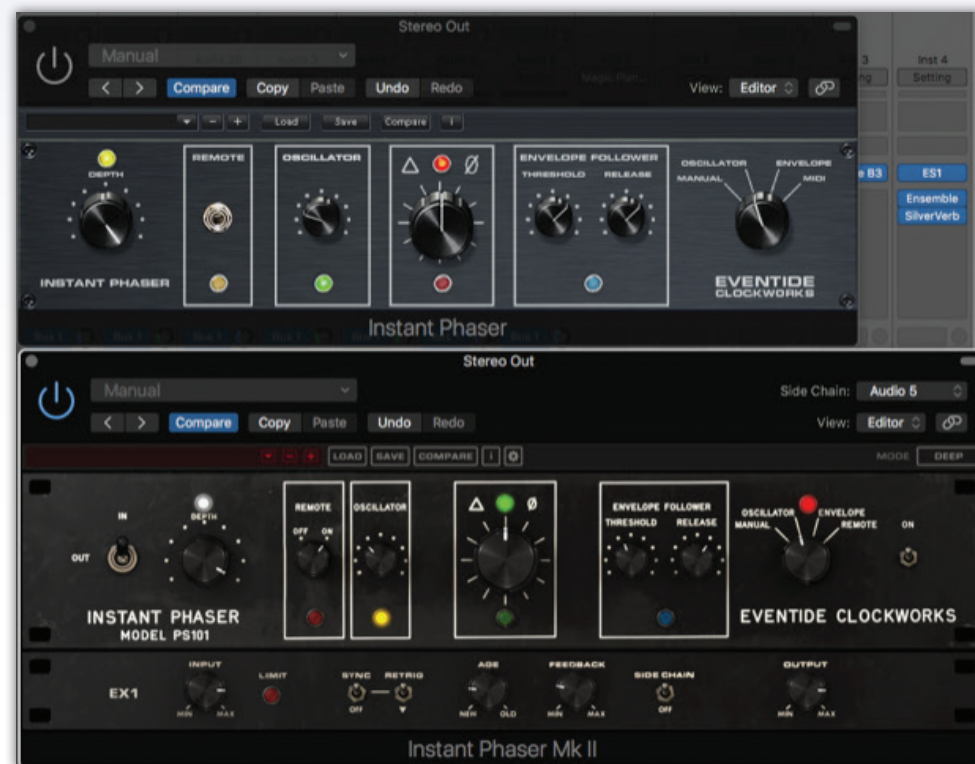 Stereo Out
Manual
3 Inst 4
ng Setting
Compare Copy Paste Undo Redo View: Editor
Load Save Compare i
DEPTH REMOTE OSCILLATOR △ Ø ENVELOPE FOLLOWER
THRESHOLD RELEASE
OSCILLATOR ENVELOPE
MANUAL MIDI
e B3 ES1
Ensemble
SilverVerb
INSTANT PHASER EVENTIDE
CLOCKWORKS
Instant Phaser
Stereo Out
Manual Side Chain: Audio 5
Compare Copy Paste Undo Redo View: Editor
LOAD SAVE COMPARE i MODE DEEP
IN DEPTH REMOTE OSCILLATOR △ Ø ENVELOPE FOLLOWER
OFF ON THRESHOLD RELEASE
OSCILLATOR ENVELOPE
MANUAL REMOTE ON
OUT
INSTANT PHASER EVENTIDE CLOCKWORKS
MODEL PS101
EX1 INPUT LIMIT SYNC RETRIG AGE FEEDBACK SIDE CHAIN OUTPUT
MIN MAX OFF NEW OLD MIN MAX OFF MIN MAX
Instant Phaser Mk II